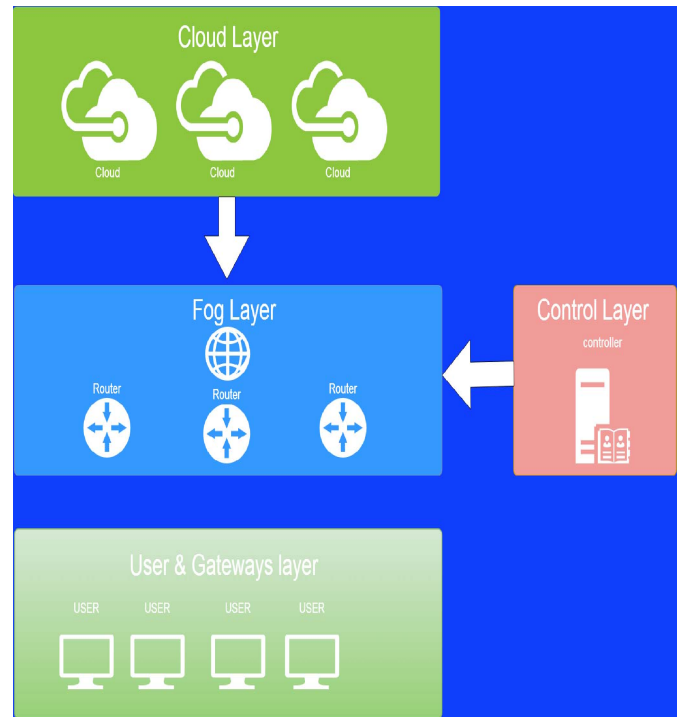 Cloud Layer
Cloud
Cloud
Cloud
Fog Layer
Router
Router
Router
Control Layer
controller
User & Gateways layer
USER
USER
USER
USER